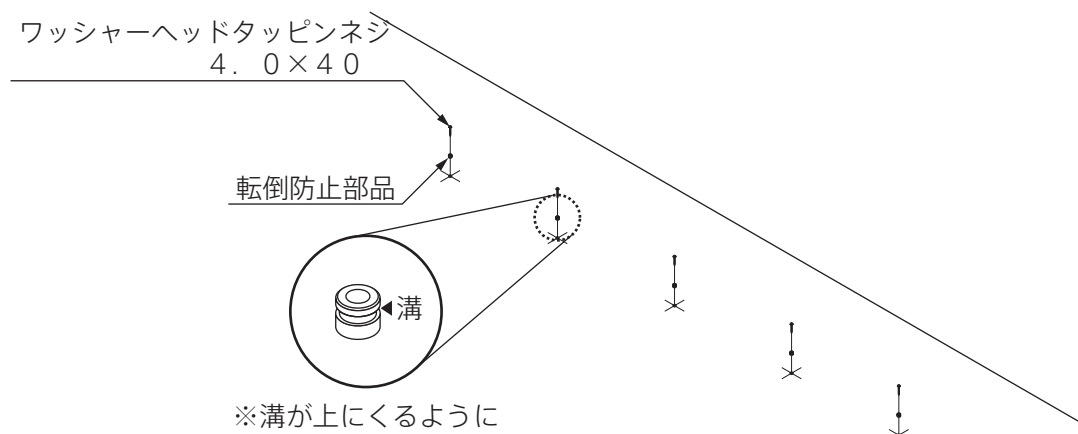 ワッシャーヘッドタッピンネジ
４．０×４０
転倒防止部品
溝
※溝が上にくるように